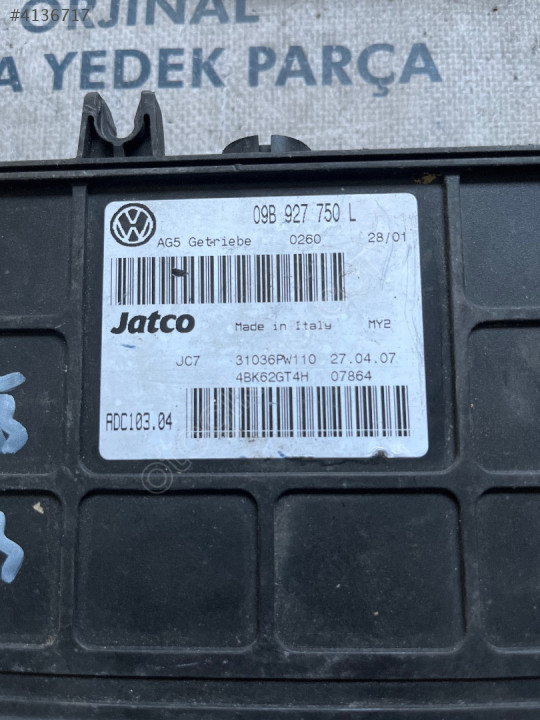 #4136717
ORJİNAL
A YEDEK PARÇA
09B 927 750 L
AG5 Getriebe 0260 28/01
Jatco Made in Italy MY2
JC7 31036PW110 27.04.07
4BK62GT4H 07864
ADC103.04